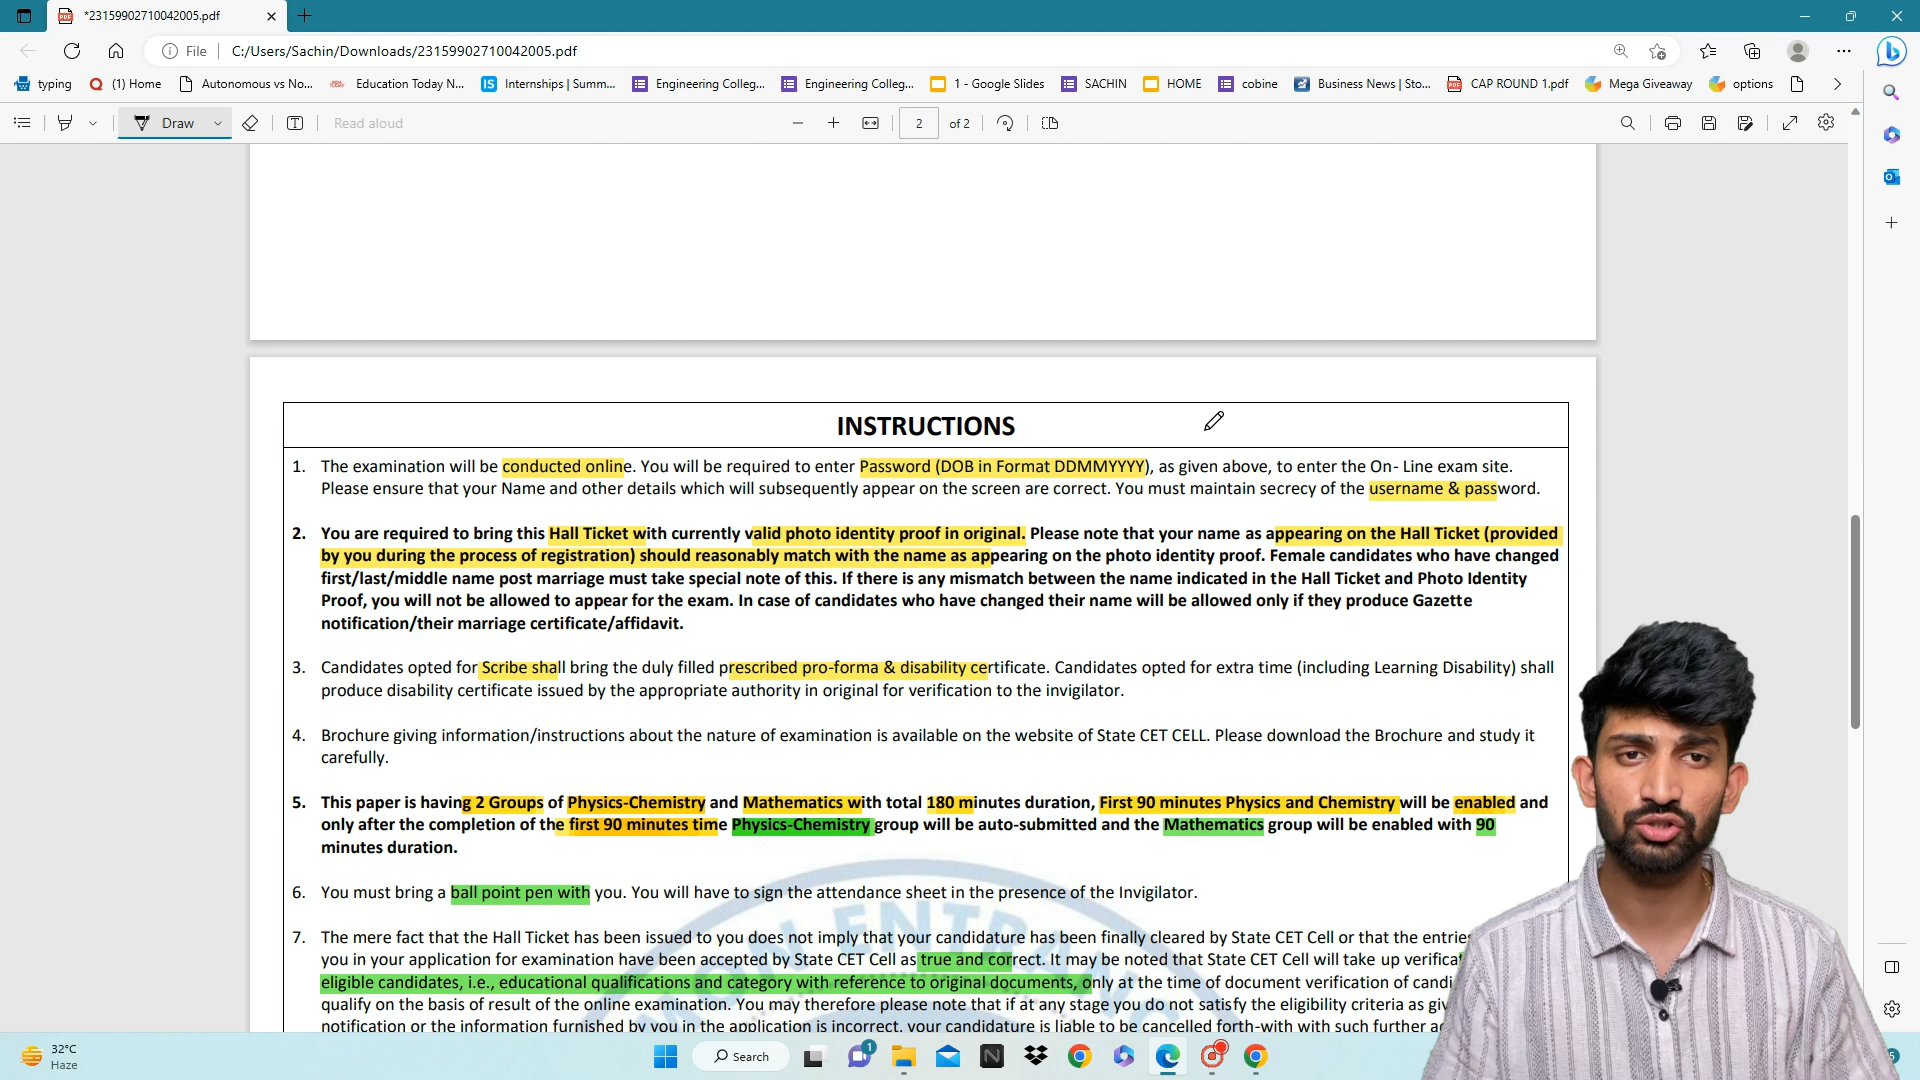 *23159902710042005.pdf
File
C:/Users/Sachin/Downloads/23159902710042005.pdf
typing
(1) Home
Autonomous vs No...
Education Today N...
Internships | Summ...
Engineering Colleg...
Engineering Colleg...
1 - Google Slides
SACHIN
HOME
cobine
Business News | Sto...
CAP ROUND 1.pdf
Mega Giveaway
options
Draw
Read aloud
2
of 2
INSTRUCTIONS
1. The examination will be conducted online. You will be required to enter Password (DOB in Format DDMMYYYY), as given above, to enter the On- Line exam site.
Please ensure that your Name and other details which will subsequently appear on the screen are correct. You must maintain secrecy of the username & password.
2. You are required to bring this Hall Ticket with currently valid photo identity proof in original. Please note that your name as appearing on the Hall Ticket (provided
by you during the process of registration) should reasonably match with the name as appearing on the photo identity proof. Female candidates who have changed
first/last/middle name post marriage must take special note of this. If there is any mismatch between the name indicated in the Hall Ticket and Photo Identity
Proof, you will not be allowed to appear for the exam. In case of candidates who have changed their name will be allowed only if they produce Gazette
notification/their marriage certificate/affidavit.
3. Candidates opted for Scribe shall bring the duly filled prescribed pro-forma & disability certificate. Candidates opted for extra time (including Learning Disability) shall
produce disability certificate issued by the appropriate authority in original for verification to the invigilator.
4. Brochure giving information/instructions about the nature of examination is available on the website of State CET CELL. Please download the Brochure and study it
carefully.
5. This paper is having 2 Groups of Physics-Chemistry and Mathematics with total 180 minutes duration, First 90 minutes Physics and Chemistry will be enabled and
only after the completion of the first 90 minutes time Physics-Chemistry group will be auto-submitted and the Mathematics group will be enabled with 90
minutes duration.
6. You must bring a ball point pen with you. You will have to sign the attendance sheet in the presence of the Invigilator.
7. The mere fact that the Hall Ticket has been issued to you does not imply that your candidature has been finally cleared by State CET Cell or that the entries
you in your application for examination have been accepted by State CET Cell as true and correct. It may be noted that State CET Cell will take up verificat
eligible candidates, i.e., educational qualifications and category with reference to original documents, only at the time of document verification of candi
qualify on the basis of result of the online examination. You may therefore please note that if at any stage you do not satisfy the eligibility criteria as giv
notification or the information furnished by you in the application is incorrect, your candidature is liable to be cancelled forth-with with such further a
MON ENTRANC
32°C
Haze
Search
1